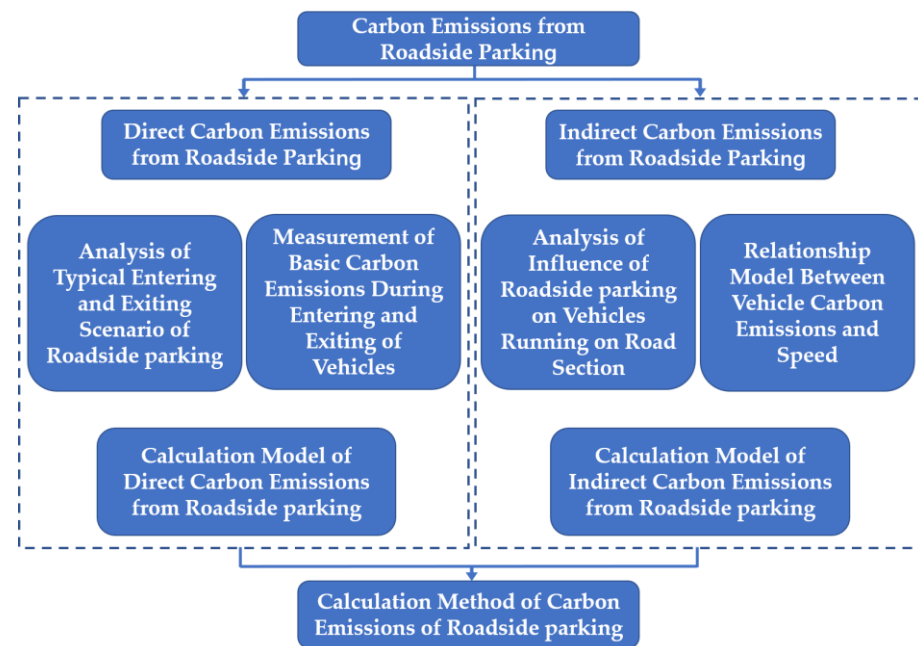 Carbon Emissions from
Roadside Parking
Direct Carbon Emissions
from Roadside Parking
Indirect Carbon Emissions
from Roadside Parking
Analysis of
Typical Entering
and Exiting
Scenario of
Roadside parking
Measurement of
Basic Carbon
Emissions During
Entering and
Exiting of
Vehicles
Analysis of
Influence of
Roadside parking
on Vehicles
Running on Road
Section
Relationship
Model Between
Vehicle Carbon
Emissions and
Speed
Calculation Model of
Direct Carbon Emissions
from Roadside parking
Calculation Model of
Indirect Carbon Emissions
from Roadside parking
Calculation Method of Carbon
Emissions of Roadside parking